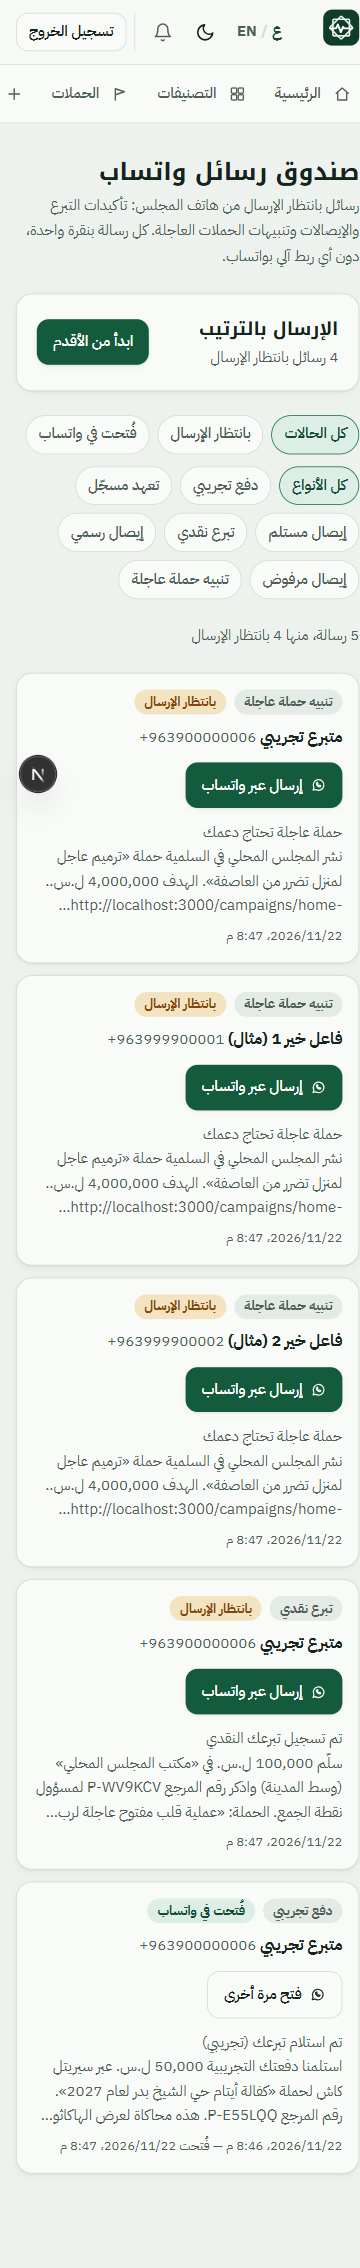 ع / EN
تسجيل الخروج
الرئيسية
التصنيفات
الحملات
صندوق رسائل واتساب
رسائل بانتظار الإرسال من هاتف المجلس: تأكيدات التبرع
والإيصالات وتنبيهات الحملات العاجلة. كل رسالة بنقرة واحدة،
دون أي ربط آلي بواتساب.
الإرسال بالترتيب
4 رسائل بانتظار الإرسال
ابدأ من الأقدم
كل الحالات
بانتظار الإرسال
فُتحت في واتساب
كل الأنواع
دفع تجريبي
تعهد مسجّل
إيصال مستلم
تبرع نقدي
إيصال رسمي
إيصال مرفوض
تنبيه حملة عاجلة
5 رسالة، منها 4 بانتظار الإرسال
تنبيه حملة عاجلة
بانتظار الإرسال
متبرع تجريبي +963900000006
إرسال عبر واتساب
N
حملة عاجلة تحتاج دعمك
نشر المجلس المحلي في السلمية حملة «ترميم عاجل
لمنزل تضرر من العاصفة». الهدف 4,000,000 ل.س..
http://localhost:3000/campaigns/home-...
2026/11/22، 8:47 م
تنبيه حملة عاجلة
بانتظار الإرسال
فاعل خير 1 (مثال) +963999900001
إرسال عبر واتساب
حملة عاجلة تحتاج دعمك
نشر المجلس المحلي في السلمية حملة «ترميم عاجل
لمنزل تضرر من العاصفة». الهدف 4,000,000 ل.س..
http://localhost:3000/campaigns/home-...
2026/11/22، 8:47 م
تنبيه حملة عاجلة
بانتظار الإرسال
فاعل خير 2 (مثال) +963999900002
إرسال عبر واتساب
حملة عاجلة تحتاج دعمك
نشر المجلس المحلي في السلمية حملة «ترميم عاجل
لمنزل تضرر من العاصفة». الهدف 4,000,000 ل.س..
http://localhost:3000/campaigns/home-...
2026/11/22، 8:47 م
تبرع نقدي
بانتظار الإرسال
متبرع تجريبي +963900000006
إرسال عبر واتساب
تم تسجيل تبرعك النقدي
سلّم 100,000 ل.س. في «مكتب المجلس المحلي»
(وسط المدينة) واذكر رقم المرجع P-WV9KCV لمسؤول
نقطة الجمع. الحملة: «عملية قلب مفتوح عاجلة لرب...
2026/11/22، 8:47 م
دفع تجريبي
فُتحت في واتساب
متبرع تجريبي +963900000006
فتح مرة أخرى
تم استلام تبرعك (تجريبي)
استلمنا دفعتك التجريبية 50,000 ل.س. عبر سيريتل
كاش لحملة «كفالة أيتام حي الشيخ بدر لعام 2027».
رقم المرجع P-E55LQQ. هذه محاكاة لعرض الهاكاثو...
2026/11/22، 8:46 م — فُتحت 2026/11/22، 8:47 م